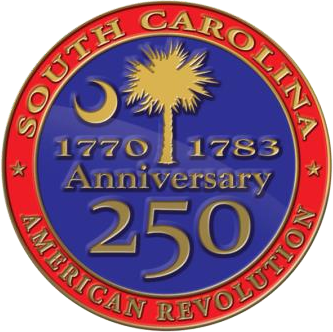 SOUTH CAROLINA
1770 1783
Anniversary
250
AMERICAN REVOLUTION